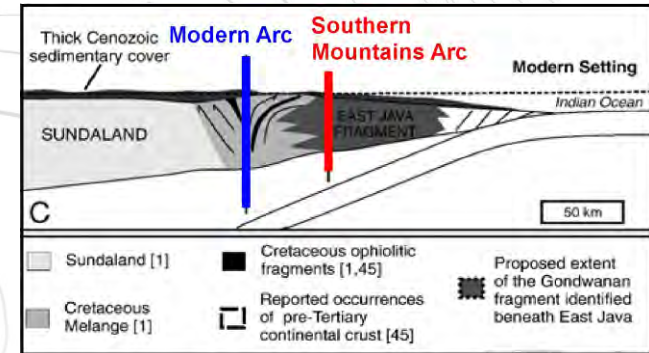 Thick Cenozoic
sedimentary cover
Modern Arc
Southern
Mountains Arc
Modern Setting
Indian Ocean
SUNDALAND
EAST JAVA
FRAGMENT
C
50 km
Sundaland [1]
Cretaceous
Melange [1]
Cretaceous ophiolitic
fragments [1,45]
Reported occurrences
of pre-Tertiary
continental crust [45]
Proposed extent
of the Gondwanan
fragment identified
beneath East Java